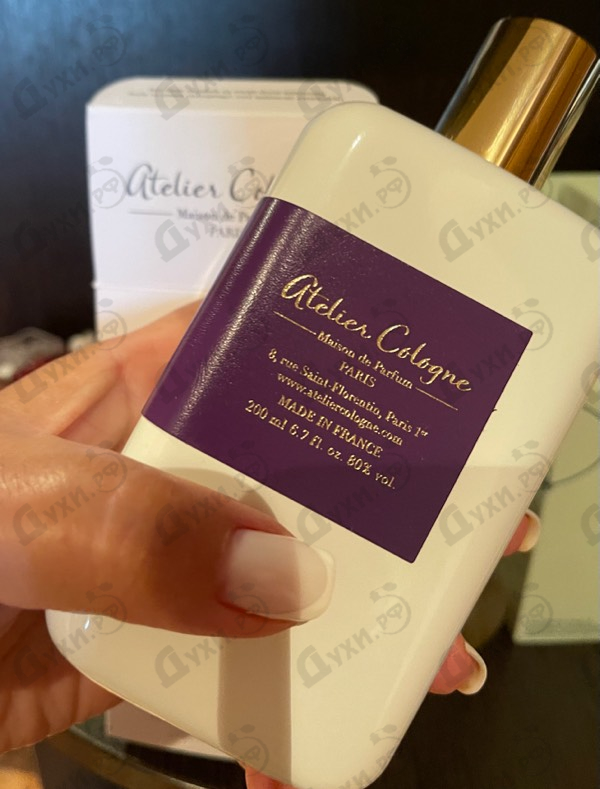 Atelier Col
Maison de
PARIS
Atelier Cologne
Maison de Parfum
PARIS
8, rue Saint-Florentin, Paris 1er
www.ateliercologne.com
MADE IN FRANCE
200 ml 6.7 fl. oz. 80% vol.
Духи.РФ